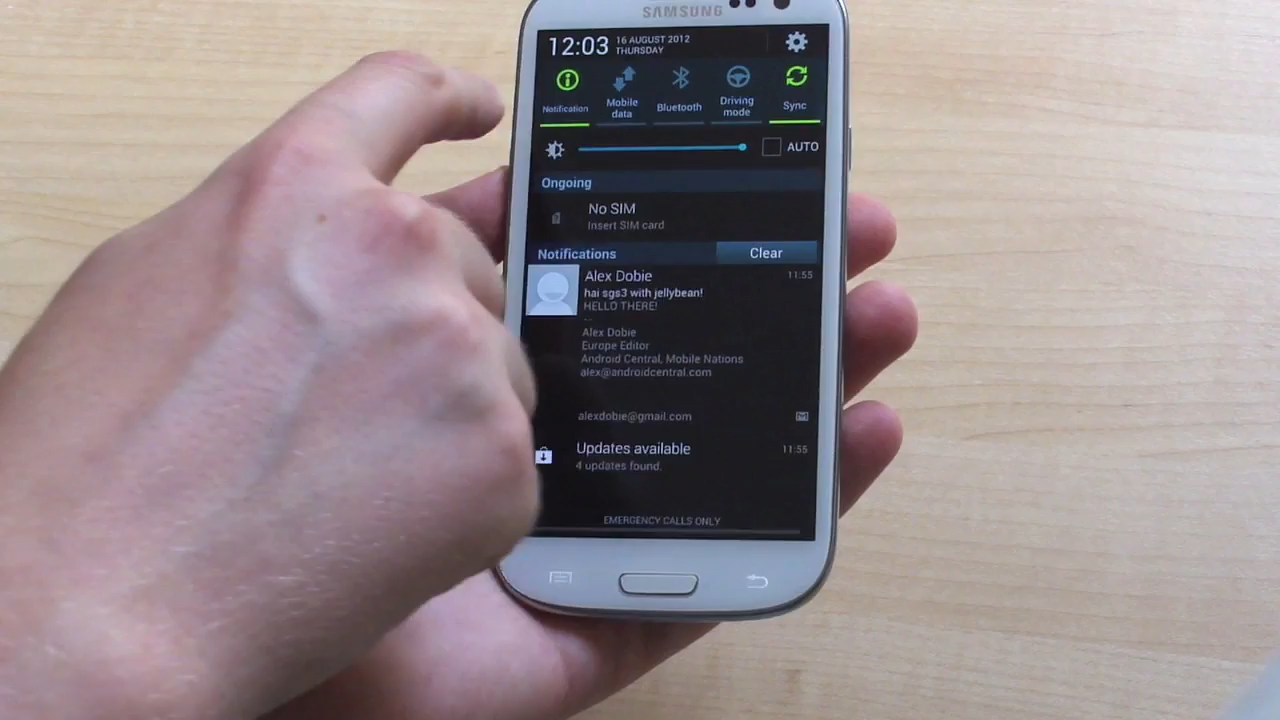 SAMSUNG
12:03 16 AUGUST 2012
THURSDAY
Notification
Mobile data
Bluetooth
Driving mode
Sync
AUTO
Ongoing
No SIM
Insert SIM card
Notifications Clear
Alex Dobie 11:55
hai sgs3 with jellybean!
HELLO THERE!
--
Alex Dobie
Europe Editor
Android Central, Mobile Nations
alex@androidcentral.com
alexdobie@gmail.com
Updates available 11:55
4 updates found.
EMERGENCY CALLS ONLY